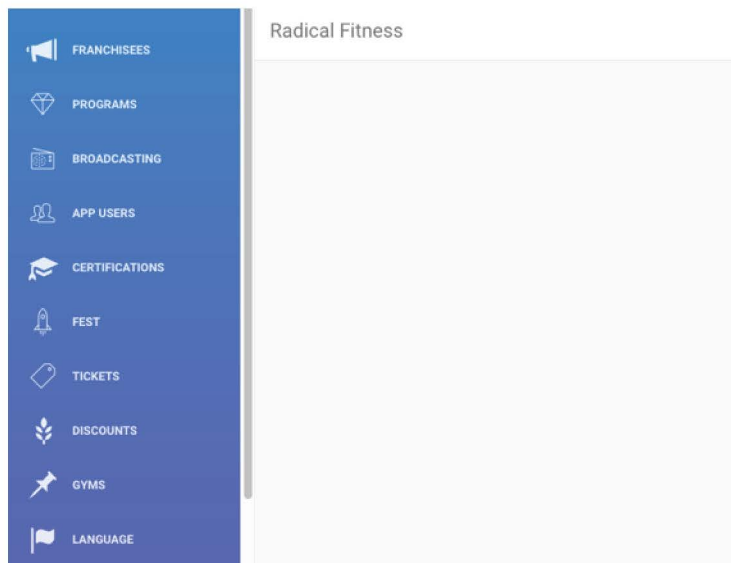 Radical Fitness
FRANCHISEES
PROGRAMS
BROADCASTING
APP USERS
CERTIFICATIONS
FEST
TICKETS
DISCOUNTS
GYMS
LANGUAGE